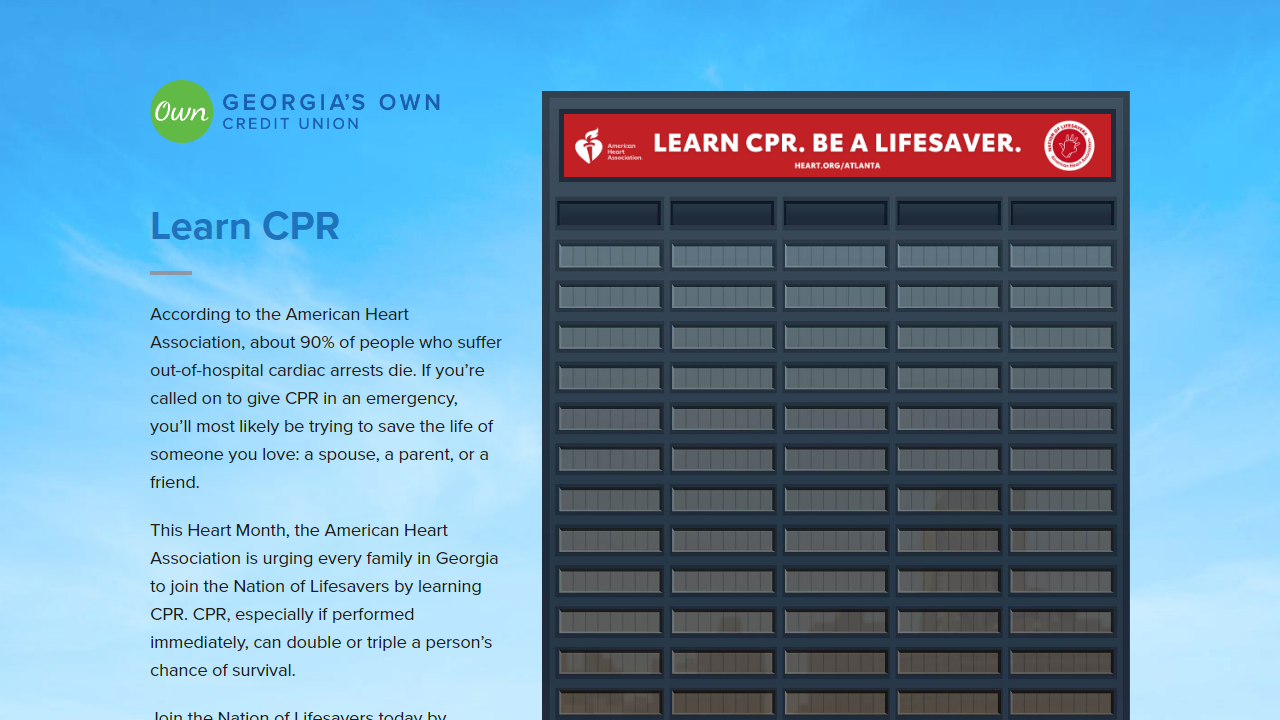 Own
GEORGIA'S OWN
CREDIT UNION
Learn CPR
According to the American Heart
Association, about 90% of people who suffer
out-of-hospital cardiac arrests die. If you’re
called on to give CPR in an emergency,
you’ll most likely be trying to save the life of
someone you love: a spouse, a parent, or a
friend.
This Heart Month, the American Heart
Association is urging every family in Georgia
to join the Nation of Lifesavers by learning
CPR. CPR, especially if performed
immediately, can double or triple a person’s
chance of survival.
Join the Nation of Lifesavers today by
American
Heart
Association.
LEARN CPR. BE A LIFESAVER.
HEART.ORG/ATLANTA
NATION OF LIFESAVERS
American Heart Association